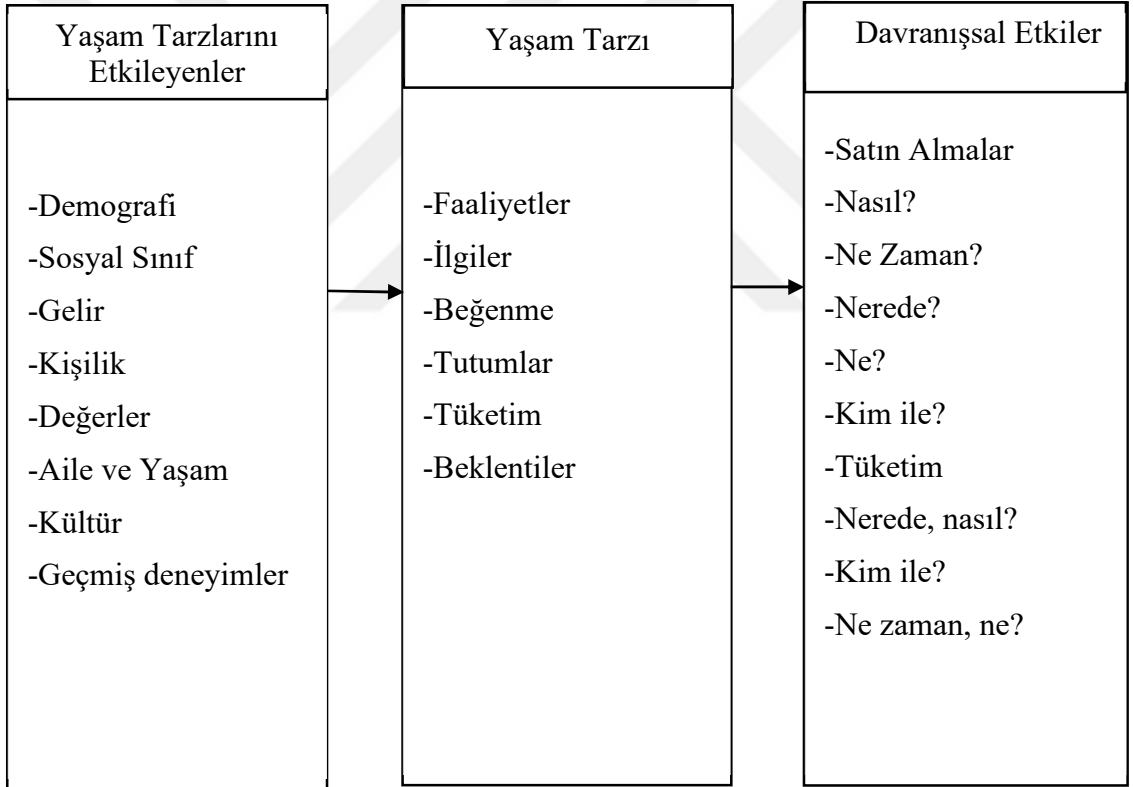 Yaşam Tarzlarını
Etkileyenler
-Demografi
-Sosyal Sınıf
-Gelir
-Kişilik
-Değerler
-Aile ve Yaşam
-Kültür
-Geçmiş deneyimler
Yaşam Tarzı
-Faaliyetler
-İlgiler
-Beğenme
-Tutumlar
-Tüketim
-Beklentiler
Davranışsal Etkiler
-Satın Almalar
-Nasıl?
-Ne Zaman?
-Nerede?
-Ne?
-Kim ile?
-Tüketim
-Nerede, nasıl?
-Kim ile?
-Ne zaman, ne?